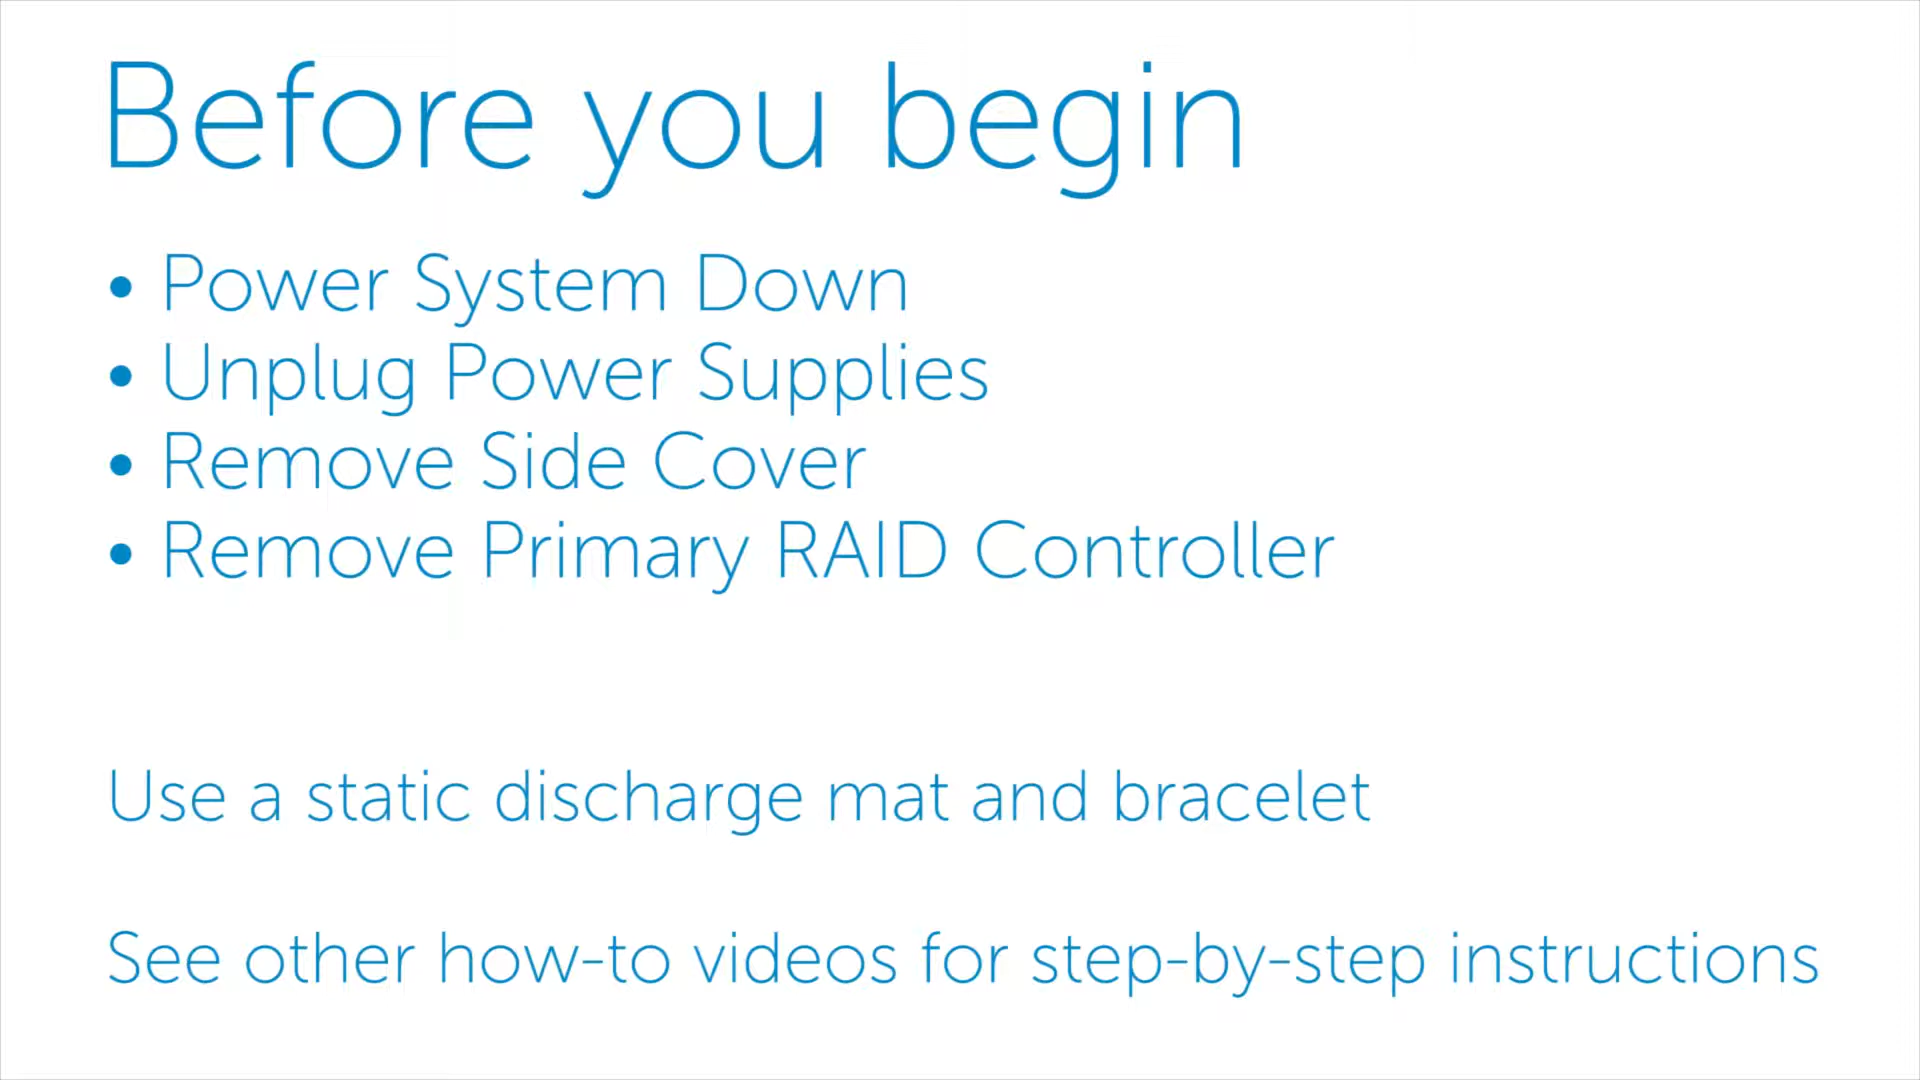 Before you begin
• Power System Down
• Unplug Power Supplies
• Remove Side Cover
• Remove Primary RAID Controller
Use a static discharge mat and bracelet
See other how-to videos for step-by-step instructions